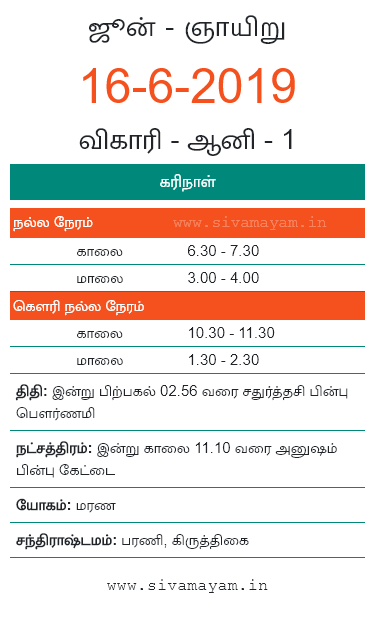 ஜூன் - ஞாயிறு
16-6-2019
விகாரி - ஆனி - 1
கரிநாள்
நல்ல நேரம் www.sivamayam.in
காலை 6.30 - 7.30
மாலை 3.00 - 4.00
கௌரி நல்ல நேரம்
காலை 10.30 - 11.30
மாலை 1.30 - 2.30
திதி: இன்று பிற்பகல் 02.56 வரை சதுர்த்தசி பின்பு
பௌர்ணமி
நட்சத்திரம்: இன்று காலை 11.10 வரை அனுஷம்
பின்பு கேட்டை
யோகம்: மரண
சந்திராஷ்டமம்: பரணி, கிருத்திகை
www.sivamayam.in